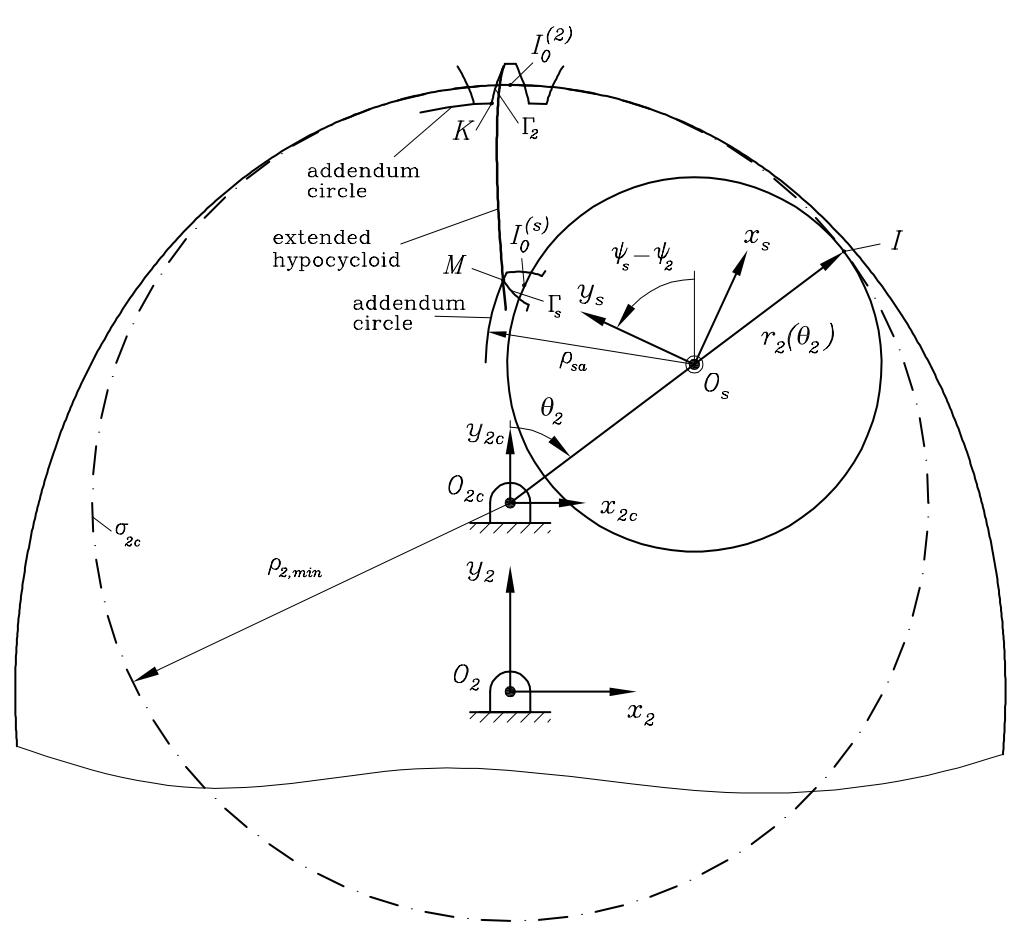 I₀⁽²⁾
K
Γ₂
addendum
circle
extended
hypocycloid
I₀⁽ˢ⁾
ψₛ−ψ₂
xₛ
I
M
addendum
circle
Γₛ
yₛ
r₂(θ₂)
ρₛₐ
Oₛ
θ₂
y₂c
O₂c
x₂c
σ₂c
ρ₂,min
y₂
O₂
x₂